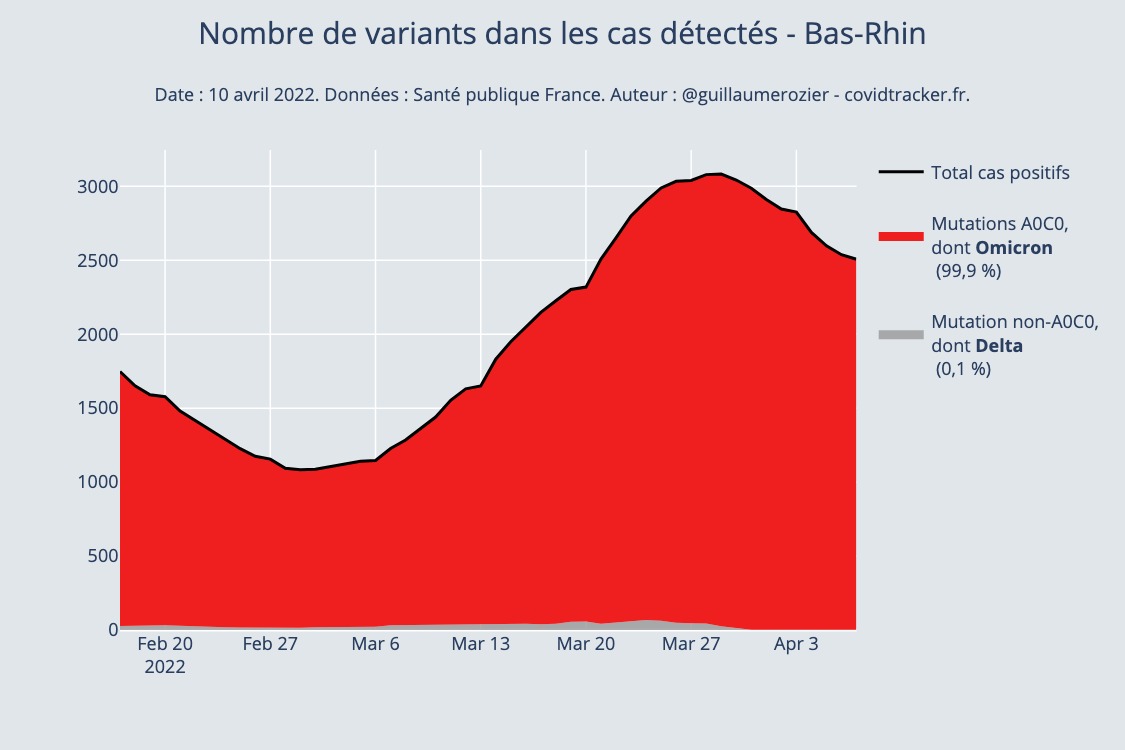 Nombre de variants dans les cas détectés - Bas-Rhin
Date : 10 avril 2022. Données : Santé publique France. Auteur : @guillaumerozier - covidtracker.fr.
3000
2500
2000
1500
1000
500
0
Feb 20
2022
Feb 27
Mar 6
Mar 13
Mar 20
Mar 27
Apr 3
Total cas positifs
Mutations A0C0,
dont Omicron
(99,9 %)
Mutation non-A0C0,
dont Delta
(0,1 %)